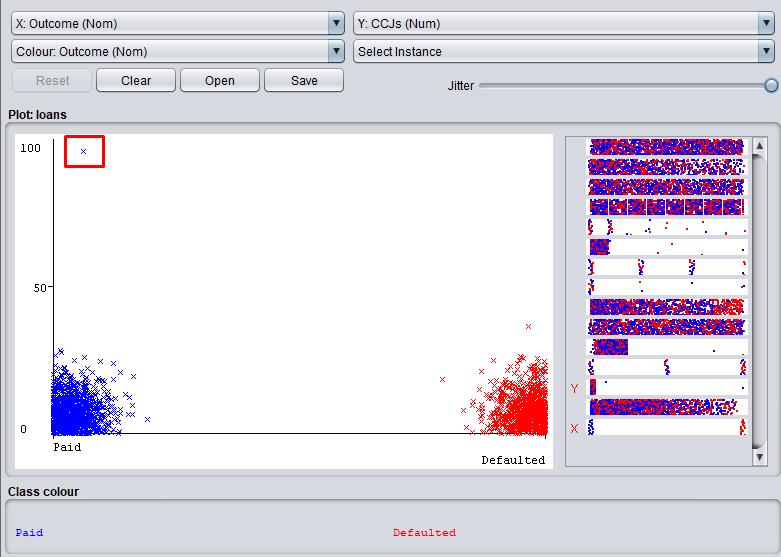 X: Outcome (Nom) Y: CCJs (Num)
Colour: Outcome (Nom) Select Instance
Reset Clear Open Save Jitter
Plot: loans
100
50
0
Paid Defaulted
Y
X
Class colour
Paid Defaulted